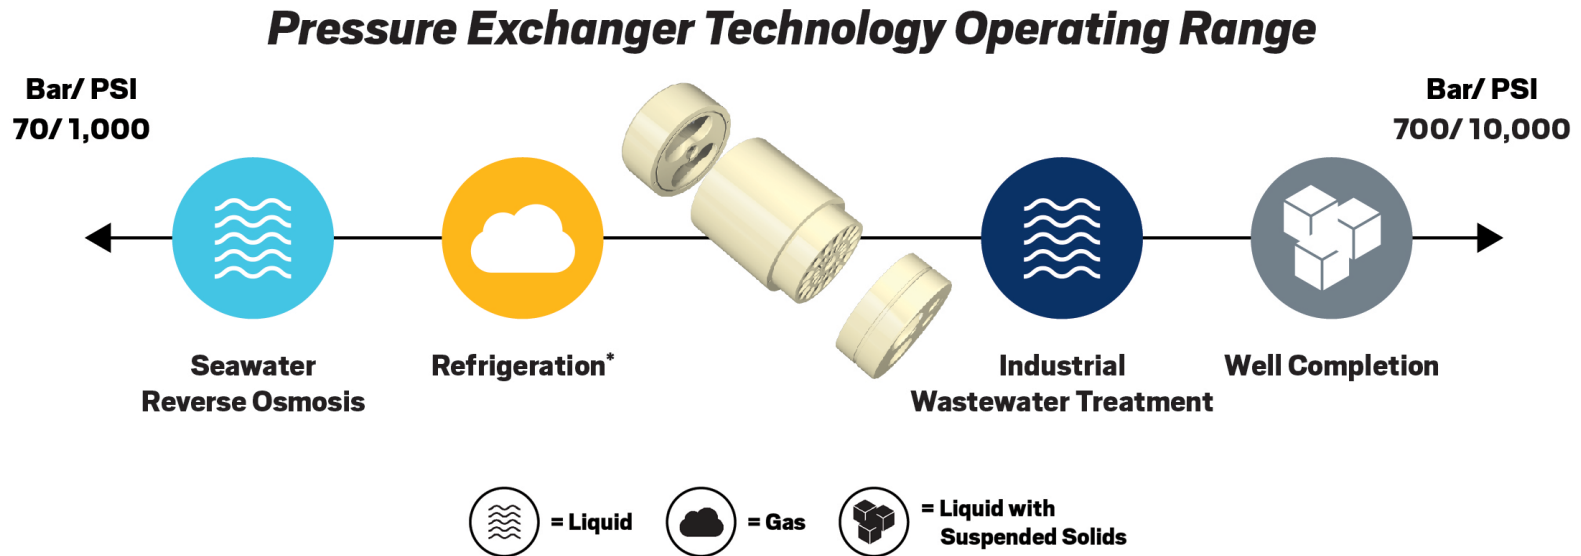 Pressure Exchanger Technology Operating Range
Bar/ PSI
70/ 1,000
Bar/ PSI
700/ 10,000
Seawater
Reverse Osmosis
Refrigeration*
Industrial
Wastewater Treatment
Well Completion
= Liquid
= Gas
= Liquid with
Suspended Solids